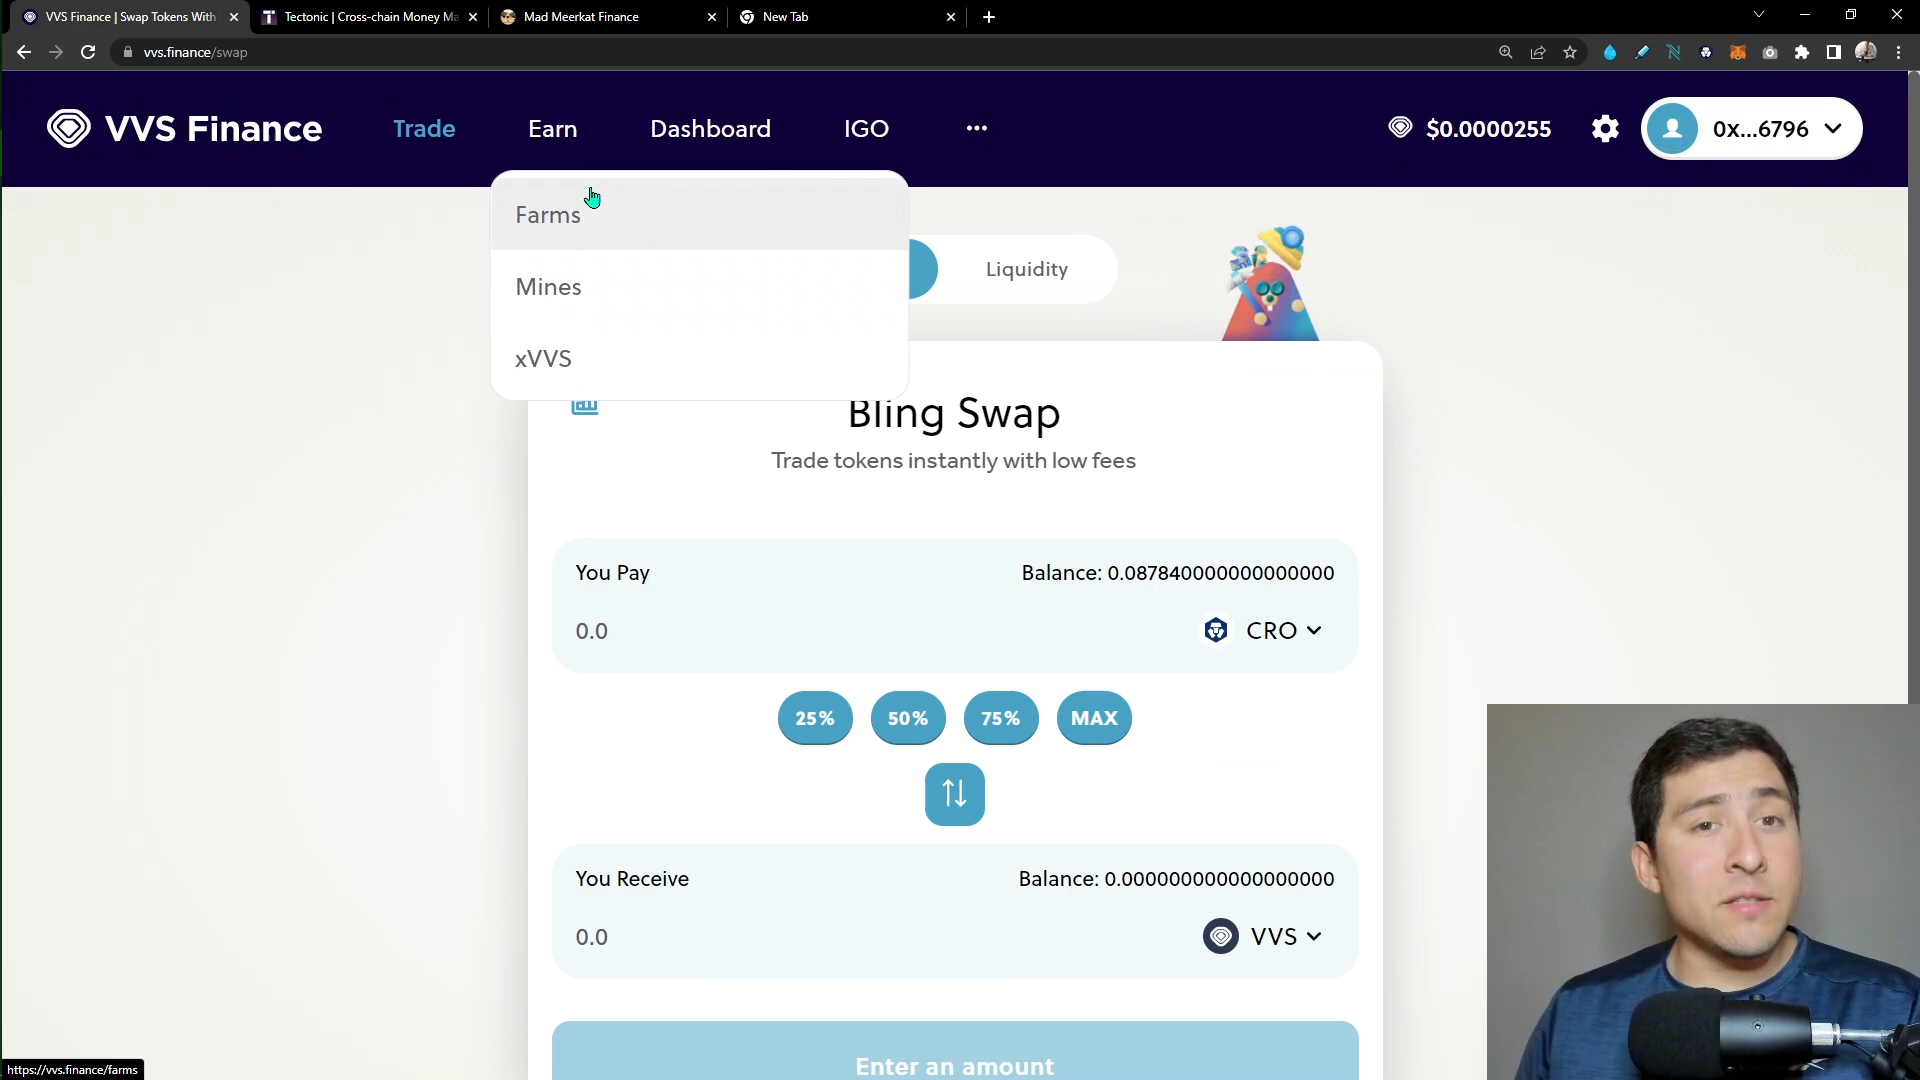 VVS Finance | Swap Tokens With
Tectonic | Cross-chain Money Ma
Mad Meerkat Finance
New Tab
vvs.finance/swap
VVS Finance
Trade
Earn
Dashboard
IGO
$0.0000255
0x...6796
Farms
Mines
xVVS
Liquidity
Bling Swap
Trade tokens instantly with low fees
You Pay
Balance: 0.087840000000000000
0.0
CRO
25%
50%
75%
MAX
You Receive
Balance: 0.000000000000000000
0.0
VVS
Enter an amount
https://vvs.finance/farms